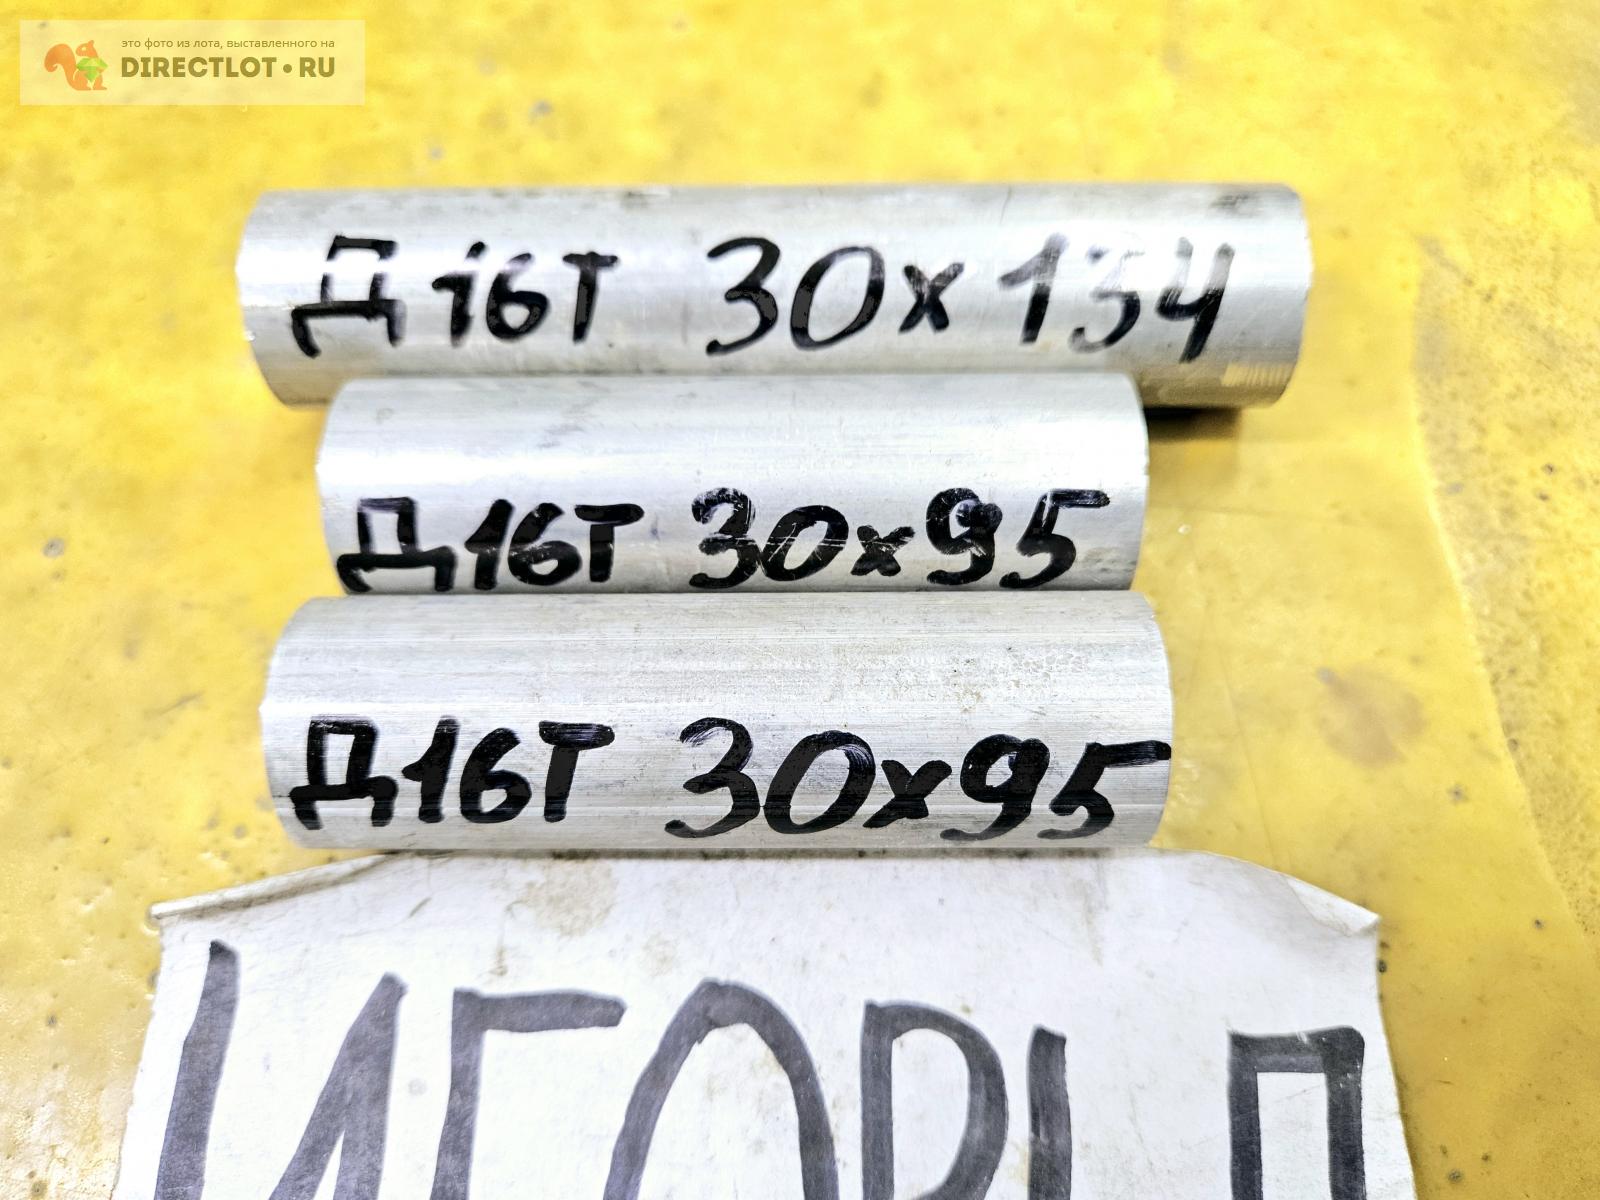 это фото из лота, выставленного на
DIRECTLOT•RU
Д16Т 30х134
Д16Т 30х95
Д16Т 30х95
ИГОРЬ